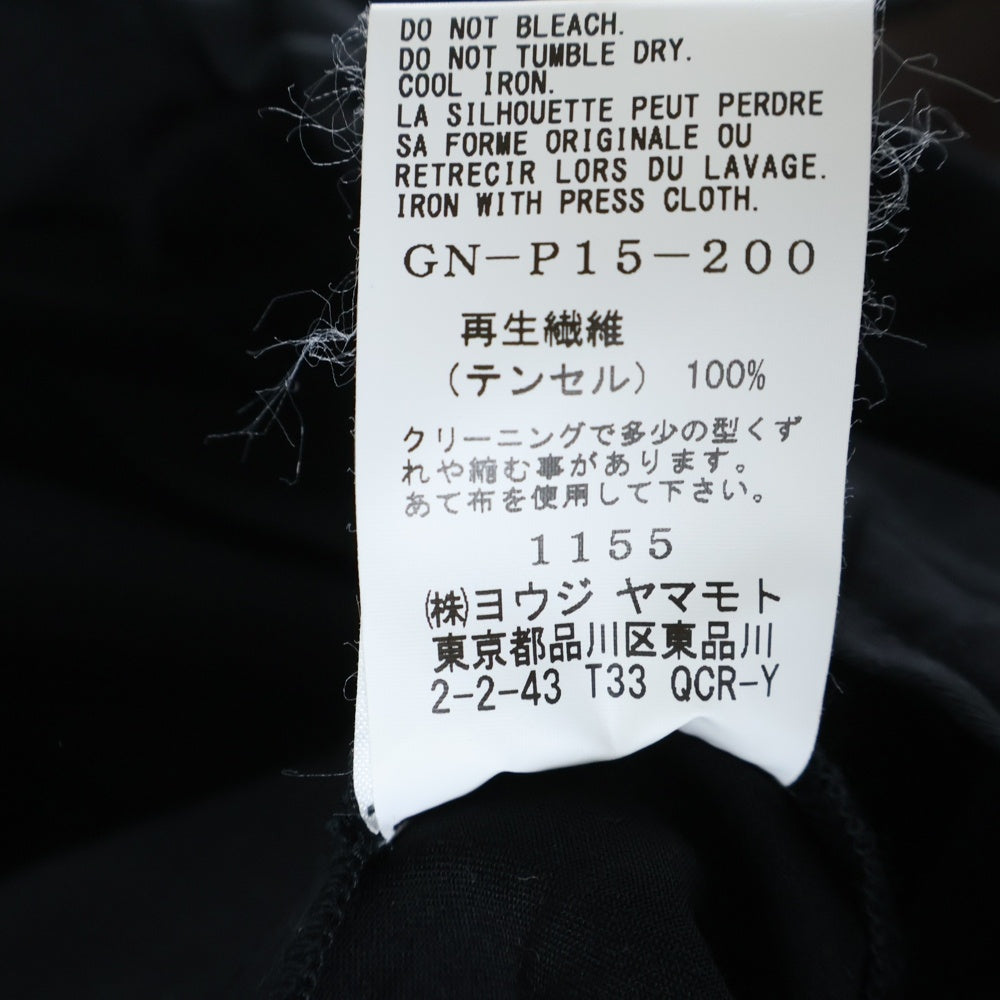 DO NOT BLEACH.
DO NOT TUMBLE DRY.
COOL IRON.
LA SILHOUETTE PEUT PERDRE
SA FORME ORIGINALE OU
RETRECIR LORS DU LAVAGE.
IRON WITH PRESS CLOTH.
GN-P15-200
再生繊維
(テンセル) 100%
クリーニングで多少の型くず
れや縮む事があります。
あて布を使用して下さい。
1155
㈱ヨウジ ヤマモト
東京都品川区東品川
2-2-43 T33 QCR-Y